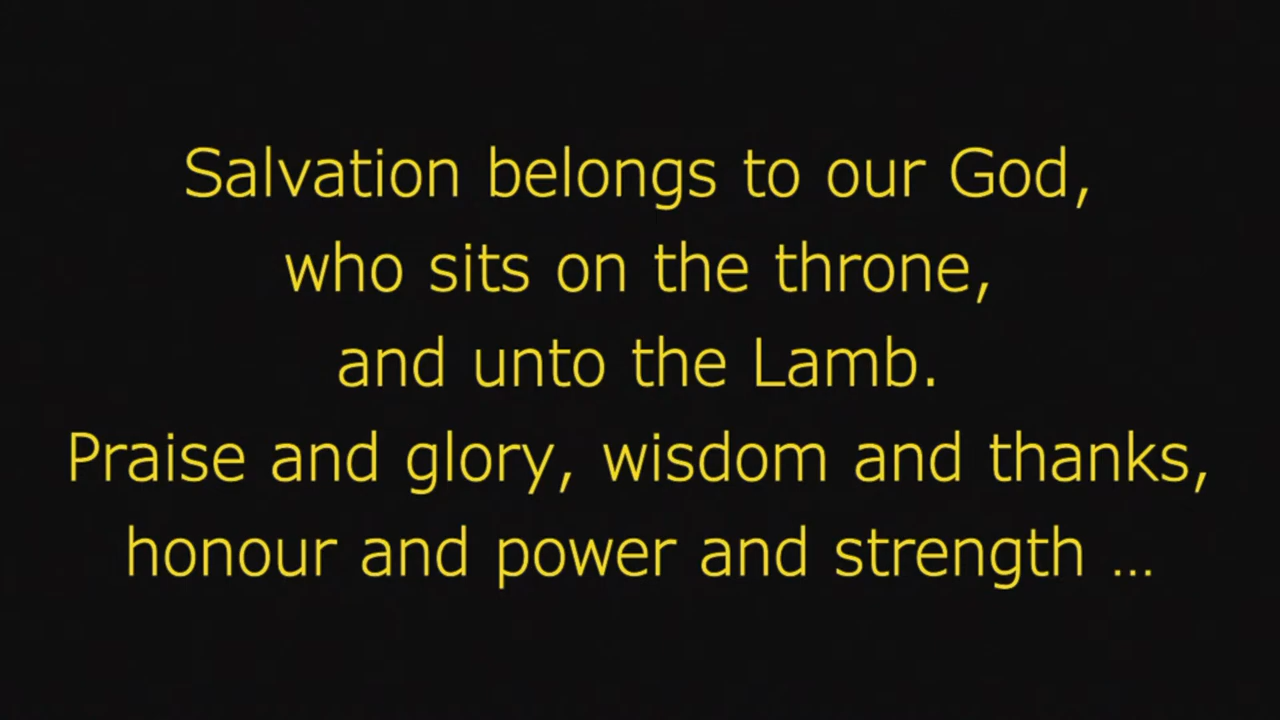 Salvation belongs to our God,
who sits on the throne,
and unto the Lamb.
Praise and glory, wisdom and thanks,
honour and power and strength ...